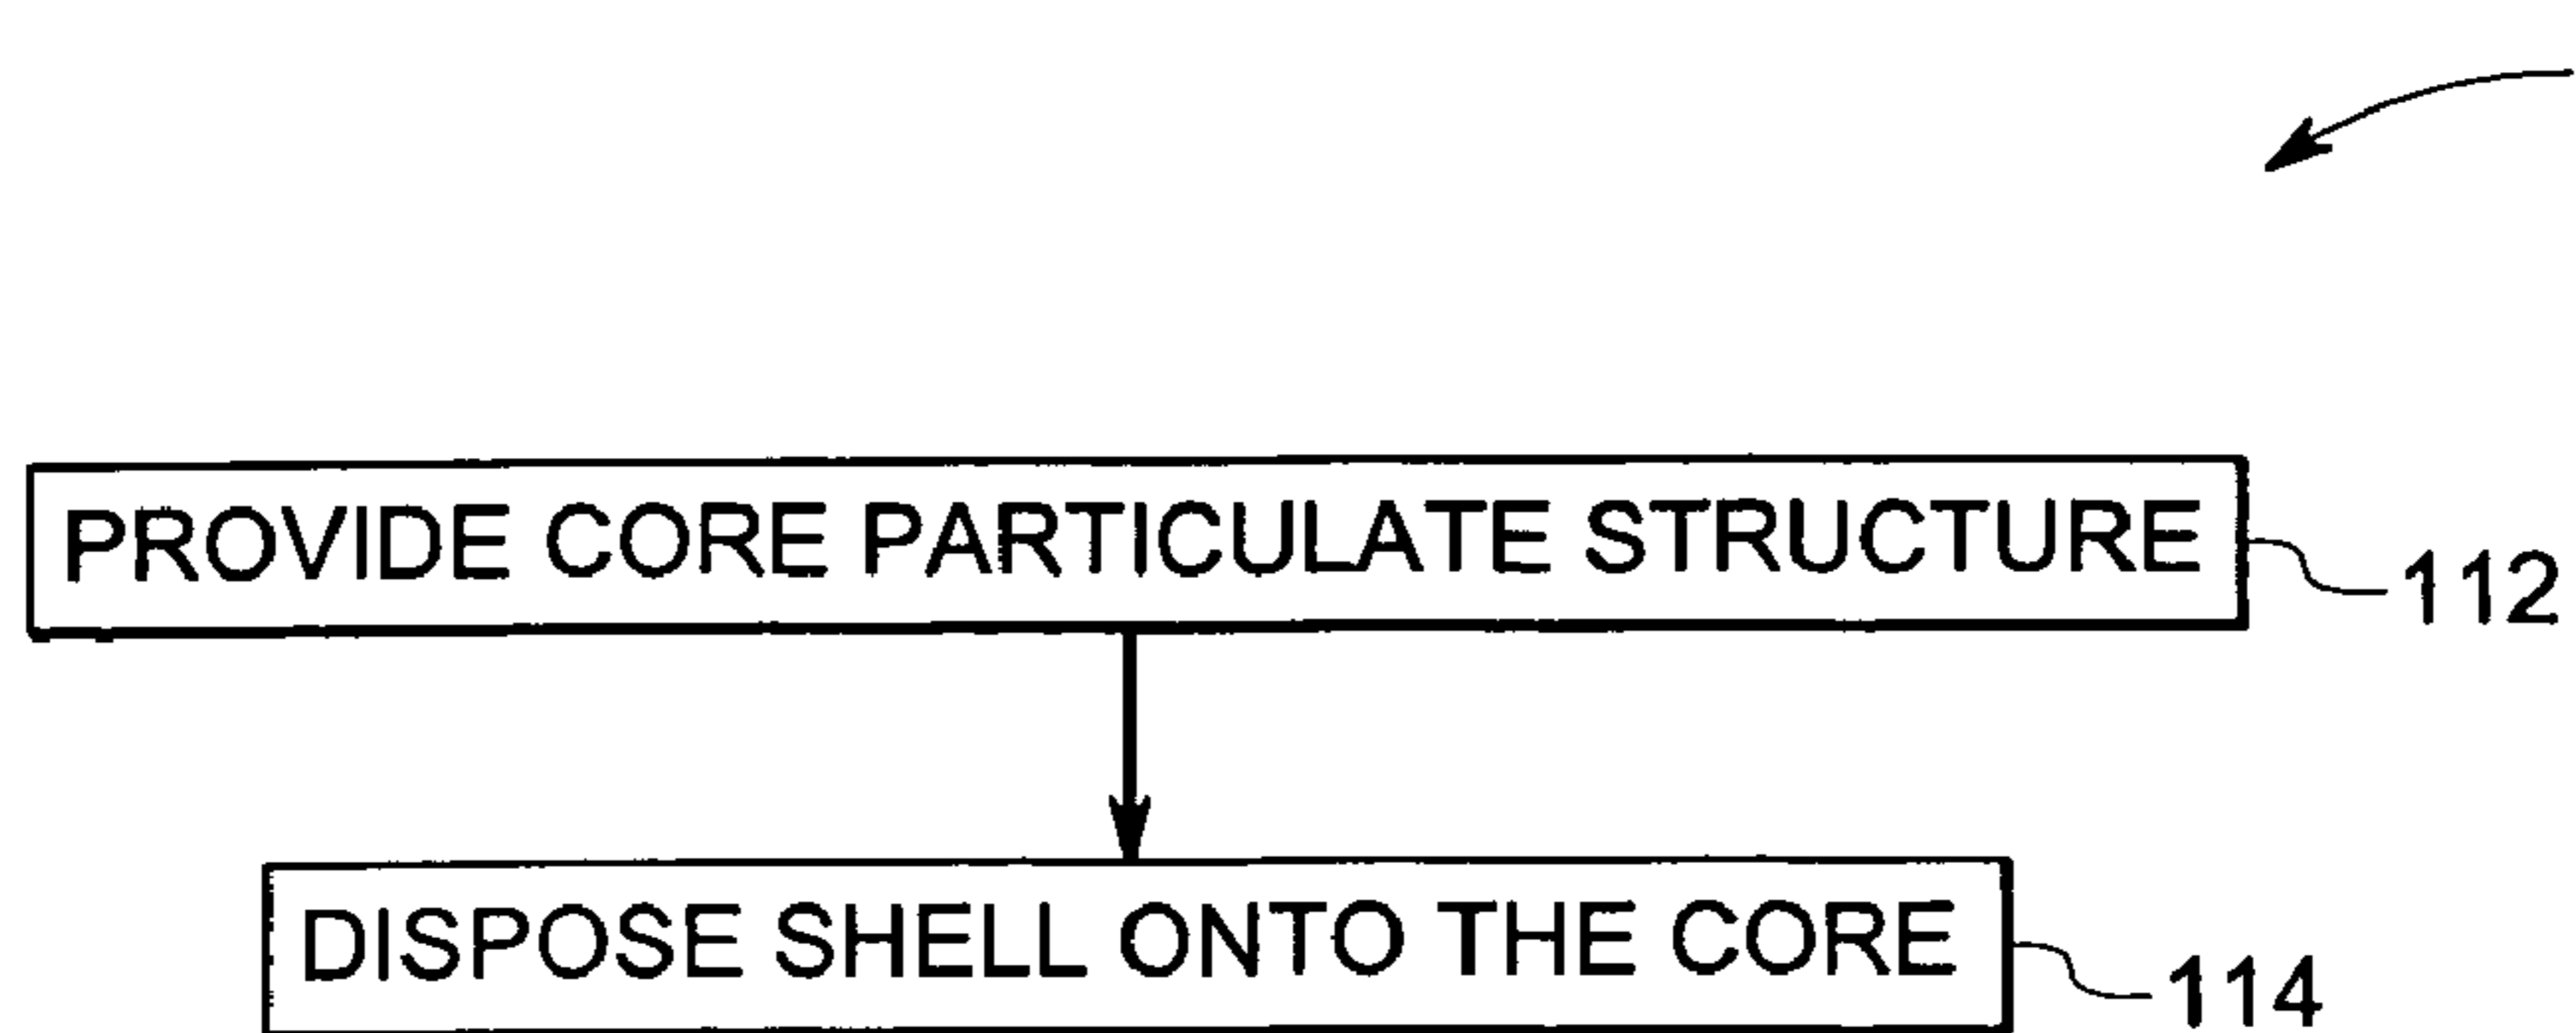 PROVIDE CORE PARTICULATE STRUCTURE
112
DISPOSE SHELL ONTO THE CORE
114